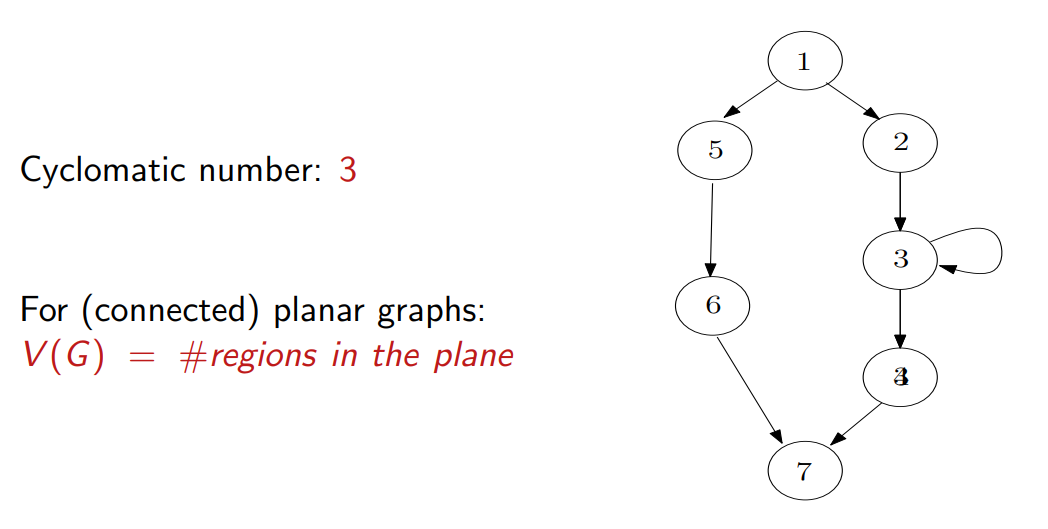 Cyclomatic number: 3
For (connected) planar graphs:
V(G) = #regions in the plane
1
5
2
3
6
7